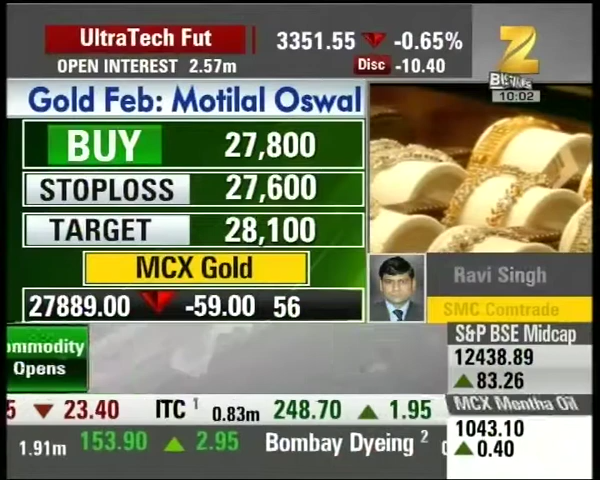 UltraTech Fut
3351.55 -0.65%
OPEN INTEREST 2.57m
Disc -10.40
Z
10:02
Gold Feb: Motilal Oswal
BUY 27,800
STOPLOSS 27,600
TARGET 28,100
MCX Gold
27889.00 -59.00 56
Ravi Singh
SMC Comtrade
ommodity
Opens
S&P BSE Midcap
12438.89
83.26
MCX Mentha Oil
1043.10
0.40
5 23.40 ITC 1 0.83m 248.70 1.95
1.91m 153.90 2.95 Bombay Dyeing 2